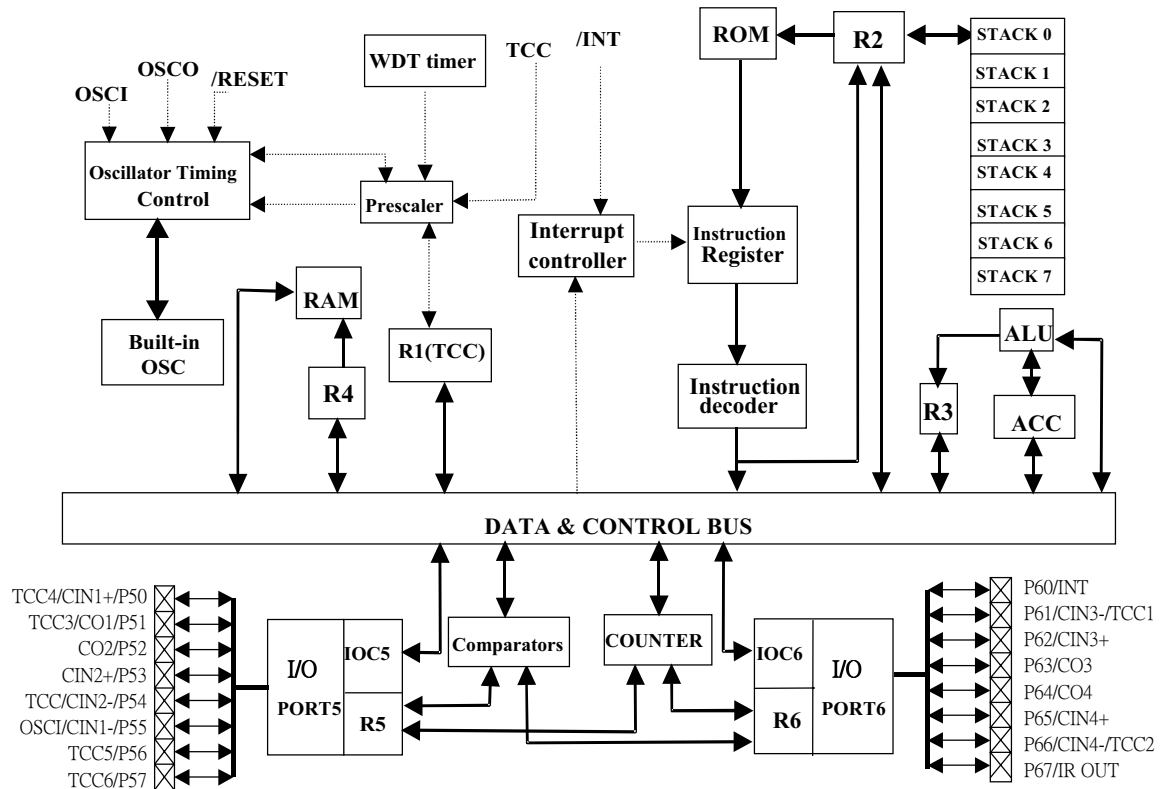 OSCI
OSCO
/RESET
WDT timer
TCC
/INT
ROM
R2
STACK 0
STACK 1
STACK 2
STACK 3
STACK 4
STACK 5
STACK 6
STACK 7
Oscillator Timing
Control
Prescaler
Interrupt
controller
Instruction
Register
RAM
Built-in
OSC
R4
R1(TCC)
Instruction
decoder
ALU
R3
ACC
DATA & CONTROL BUS
TCC4/CIN1+/P50
TCC3/CO1/P51
CO2/P52
CIN2+/P53
TCC/CIN2-/P54
OSCI/CIN1-/P55
TCC5/P56
TCC6/P57
I/O
PORT5
IOC5
R5
Comparators
COUNTER
IOC6
R6
I/O
PORT6
P60/INT
P61/CIN3-/TCC1
P62/CIN3+
P63/CO3
P64/CO4
P65/CIN4+
P66/CIN4-/TCC2
P67/IR OUT